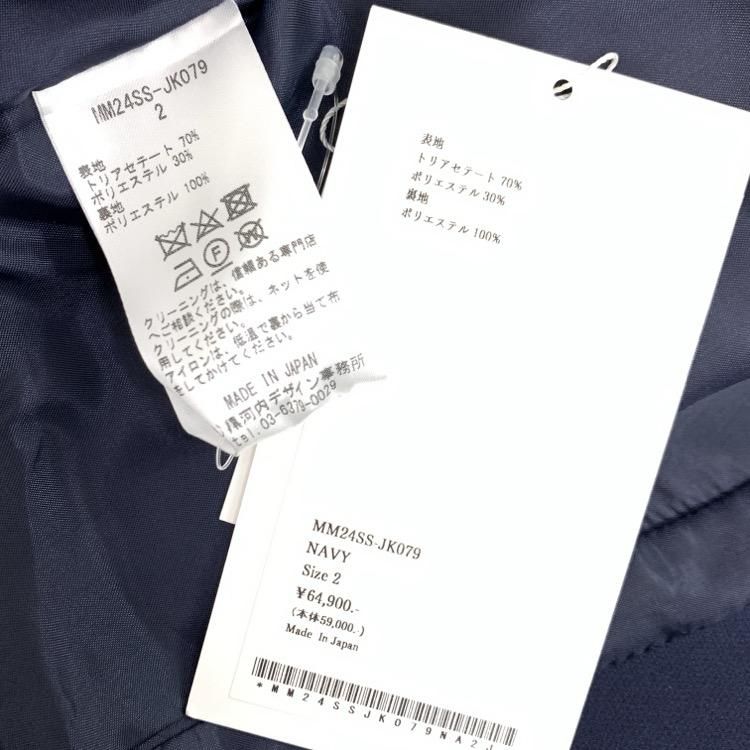 MM24SS-JK079
2
表地
トリアセテート 70%
ポリエステル 30%
裏地
ポリエステル 100%
クリーニングは、信頼ある専門店
へご相談ください。
クリーニングの際は、ネットを使
用してください。
アイロンは、低温で裏から当て布
をしてかけてください。
MADE IN JAPAN
黒河内デザイン事務所
tel. 03-6379-0029
表地
トリアセテート 70%
ポリエステル 30%
裏地
ポリエステル 100%
MM24SS-JK079
NAVY
Size 2
¥64,900.-
(本体59,000.-)
Made In Japan
*MM24SSJK079NA2J